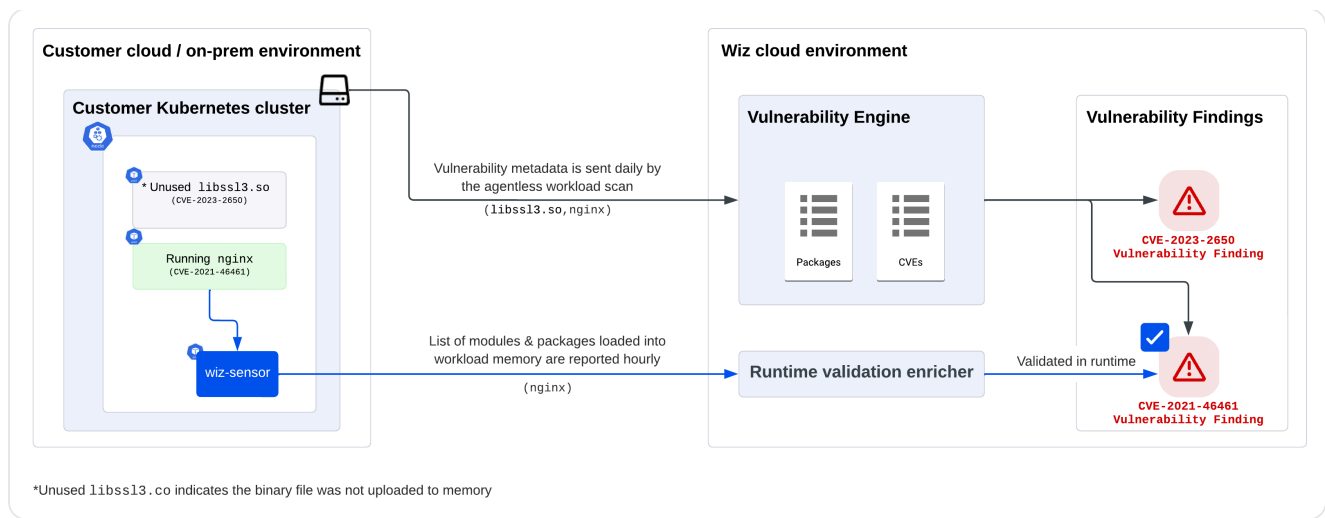 Customer cloud / on-prem environment
Customer Kubernetes cluster
node
* Unused libssl3.so
(CVE-2023-2650)
Running nginx
(CVE-2021-46461)
wiz-sensor
Vulnerability metadata is sent daily by
the agentless workload scan
(libssl3.so,nginx)
List of modules & packages loaded into
workload memory are reported hourly
(nginx)
Wiz cloud environment
Vulnerability Engine
Packages
CVEs
Runtime validation enricher
Validated in runtime
Vulnerability Findings
CVE-2023-2650
Vulnerability Finding
CVE-2021-46461
Vulnerability Finding
*Unused libssl3.co indicates the binary file was not uploaded to memory